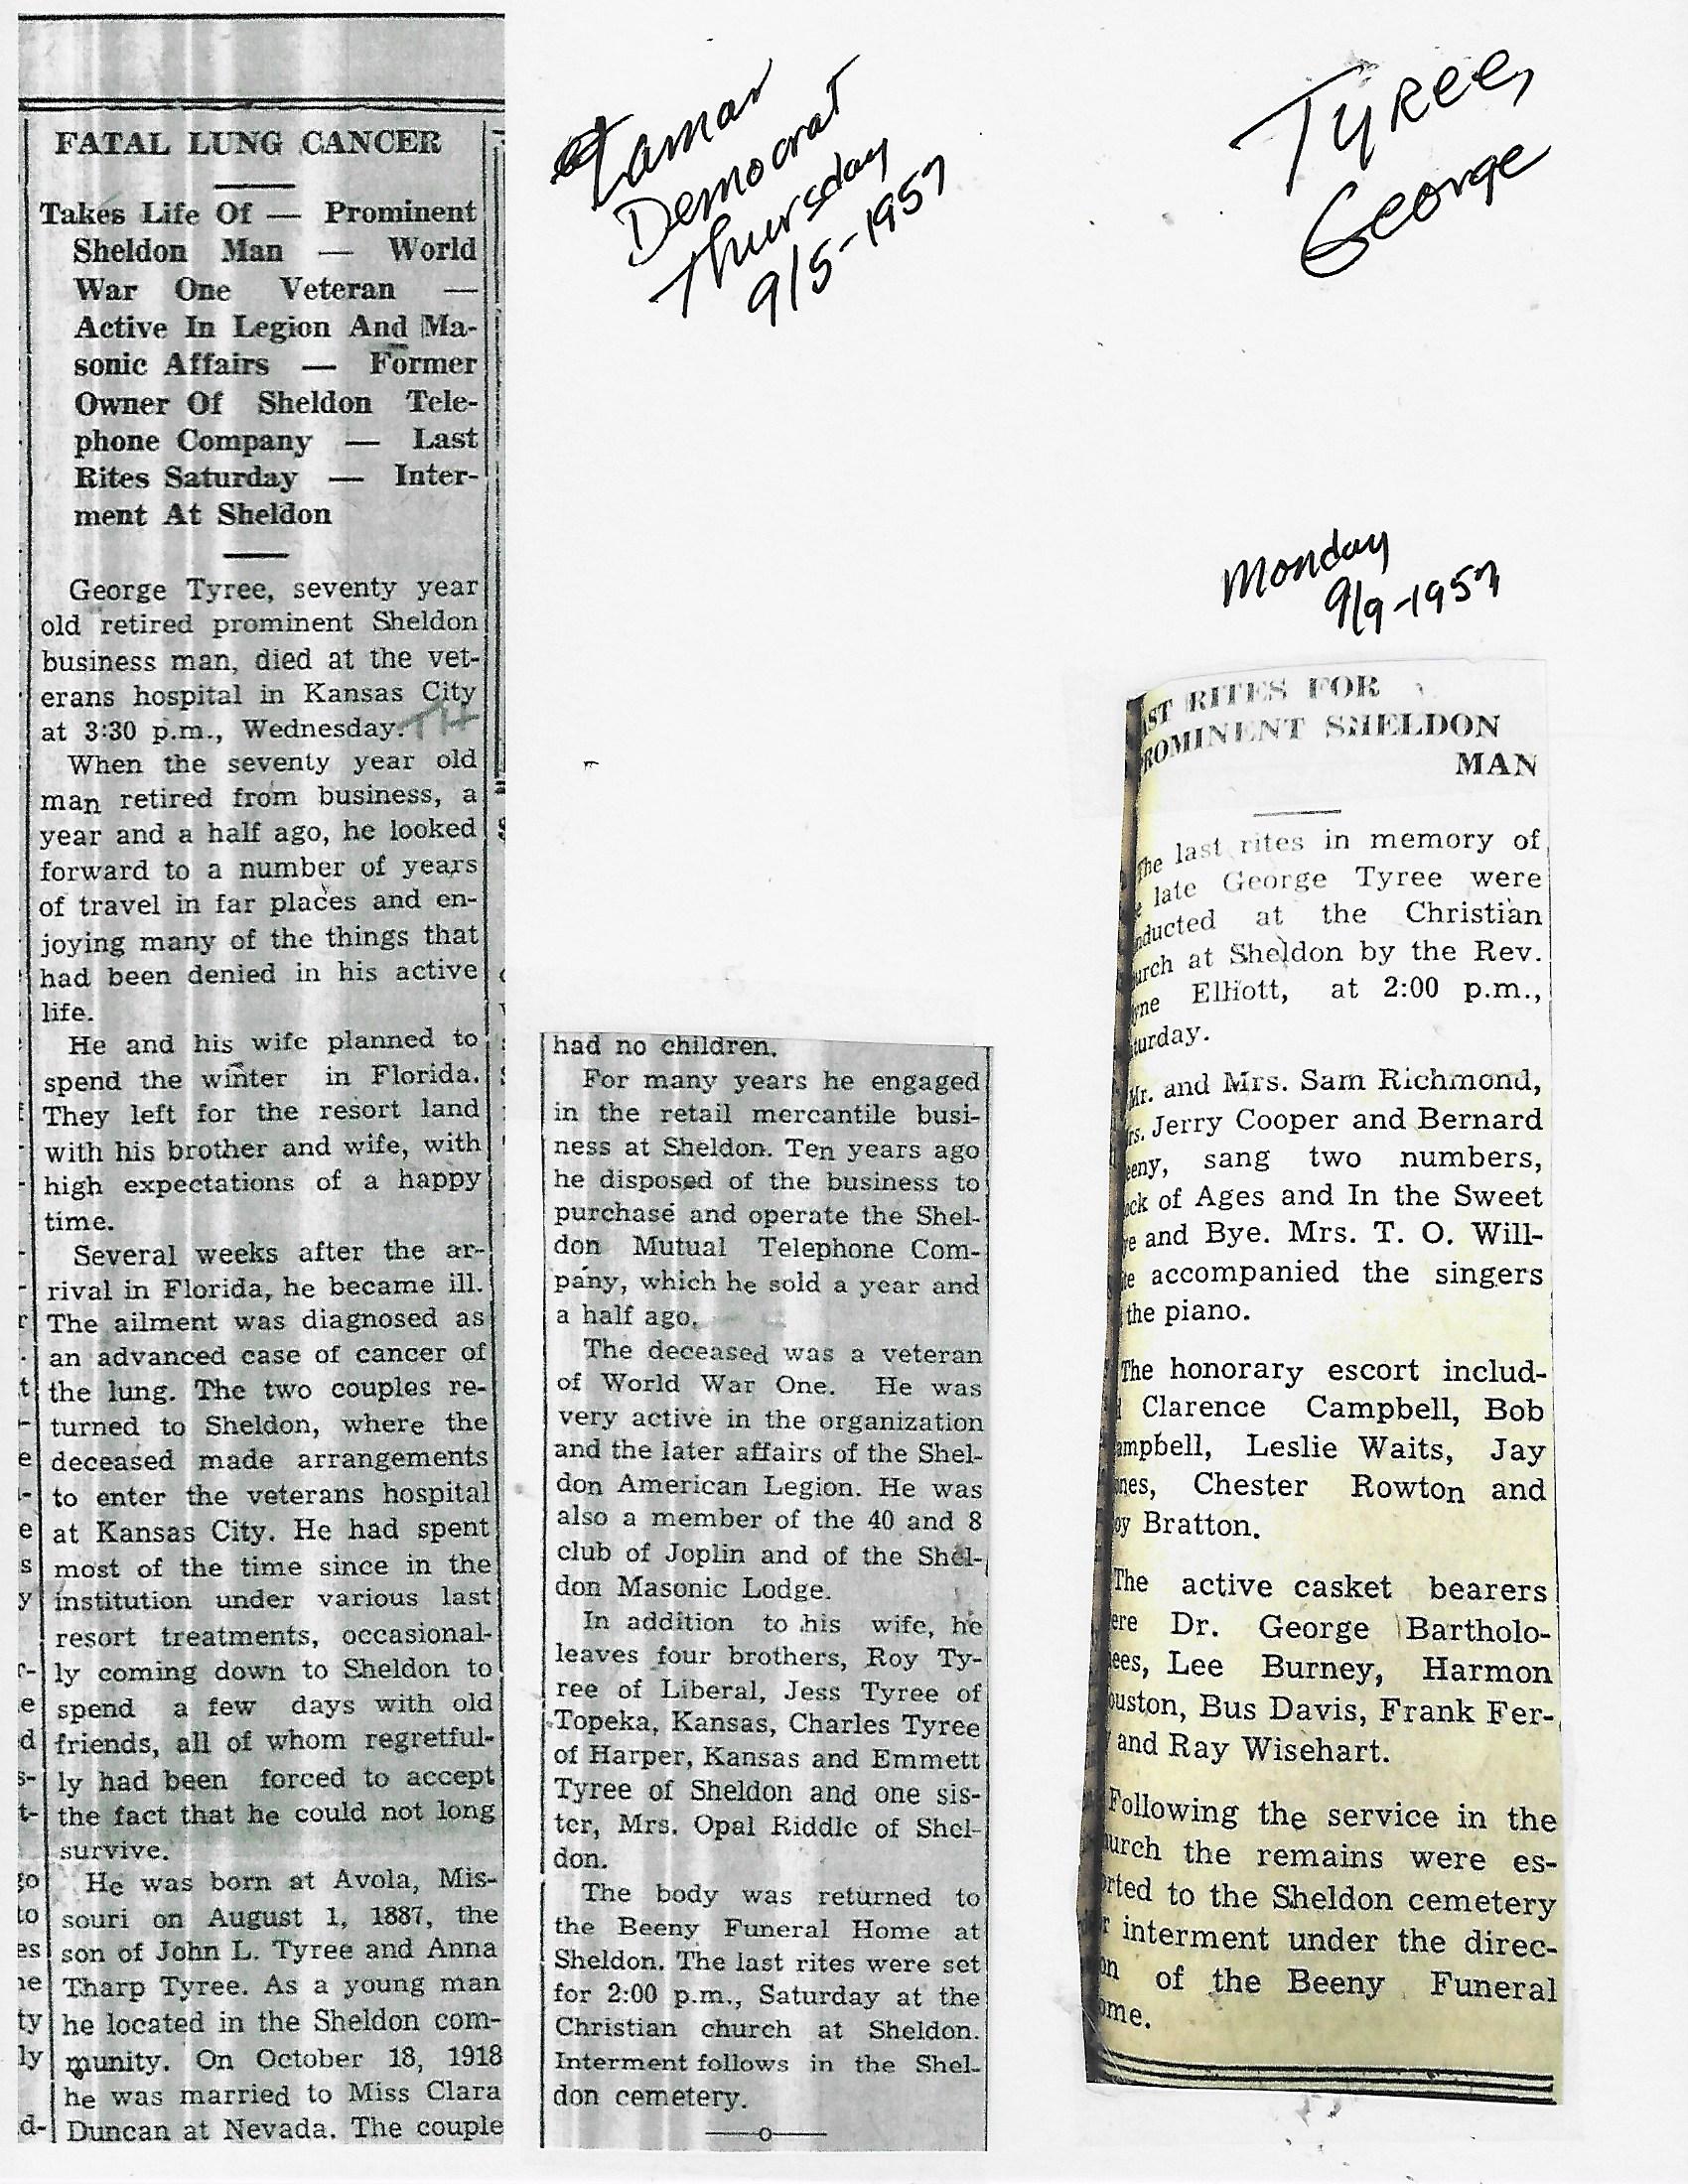 FATAL LUNG CANCER
Takes Life Of — Prominent
Sheldon Man — World
War One Veteran —
Active In Legion And Ma-
sonic Affairs — Former
Owner Of Sheldon Tele-
phone Company — Last
Rites Saturday — Inter-
ment At Sheldon
George Tyree, seventy year
old retired prominent Sheldon
business man, died at the vet-
erans hospital in Kansas City
at 3:30 p.m., Wednesday.
When the seventy year old
man retired from business, a
year and a half ago, he looked
forward to a number of years
of travel in far places and en-
joying many of the things that
had been denied in his active
life.
He and his wife planned to
spend the winter in Florida.
They left for the resort land
with his brother and wife, with
high expectations of a happy
time.
Several weeks after the ar-
rival in Florida, he became ill.
The ailment was diagnosed as
an advanced case of cancer of
the lung. The two couples re-
turned to Sheldon, where the
deceased made arrangements
to enter the veterans hospital
at Kansas City. He had spent
most of the time since in the
institution under various last
resort treatments, occasional-
ly coming down to Sheldon to
spend a few days with old
friends, all of whom regretful-
ly had been forced to accept
the fact that he could not long
survive.
He was born at Avola, Mis-
souri on August 1, 1887, the
son of John L. Tyree and Anna
Tharp Tyree. As a young man
he located in the Sheldon com-
munity. On October 18, 1918
he was married to Miss Clara
Duncan at Nevada. The couple
Lamar
Democrat
Thursday
9/5-1957
had no children.
For many years he engaged
in the retail mercantile busi-
ness at Sheldon. Ten years ago
he disposed of the business to
purchase and operate the Shel-
don Mutual Telephone Com-
pany, which he sold a year and
a half ago.
The deceased was a veteran
of World War One. He was
very active in the organization
and the later affairs of the Shel-
don American Legion. He was
also a member of the 40 and 8
club of Joplin and of the Shel-
don Masonic Lodge.
In addition to his wife, he
leaves four brothers, Roy Ty-
ree of Liberal, Jess Tyree of
Topeka, Kansas, Charles Tyree
of Harper, Kansas and Emmett
Tyree of Sheldon and one sis-
ter, Mrs. Opal Riddle of Shel-
don.
The body was returned to
the Beeny Funeral Home at
Sheldon. The last rites were set
for 2:00 p.m., Saturday at the
Christian church at Sheldon.
Interment follows in the Shel-
don cemetery.
Tyree,
George
Monday
9/9-1957
AST RITES FOR
ROMINENT SHELDON
MAN
The last rites in memory of
e late George Tyree were
nducted at the Christian
urch at Sheldon by the Rev.
yne Elliott, at 2:00 p.m.,
turday.
Mr. and Mrs. Sam Richmond,
rs. Jerry Cooper and Bernard
eeny, sang two numbers,
ock of Ages and In the Sweet
ye and Bye. Mrs. T. O. Will-
te accompanied the singers
the piano.
The honorary escort includ-
d Clarence Campbell, Bob
ampbell, Leslie Waits, Jay
ones, Chester Rowton and
oy Bratton.
The active casket bearers
ere Dr. George Bartholo-
ees, Lee Burney, Harmon
ouston, Bus Davis, Frank Fer-
y and Ray Wisehart.
Following the service in the
urch the remains were es-
orted to the Sheldon cemetery
r interment under the direc-
on of the Beeny Funeral
ome.